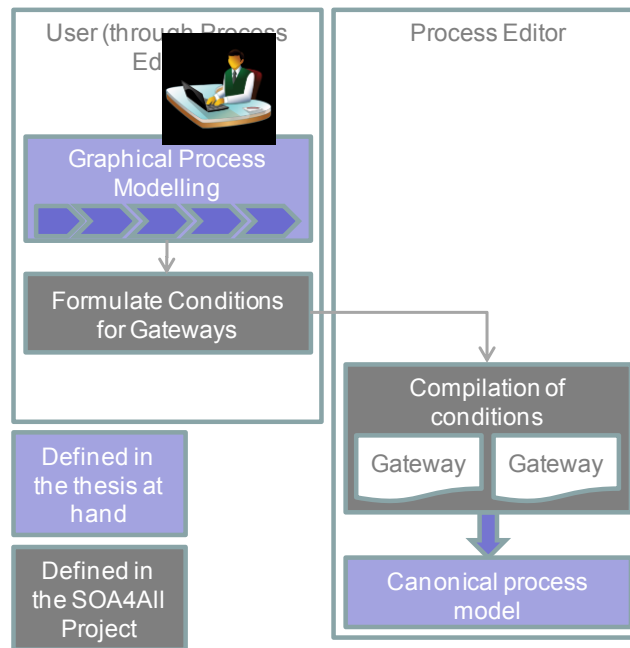 User (through Process
Ed
Graphical Process
Modelling
Formulate Conditions
for Gateways
Defined in
the thesis at
hand
Defined in
the SOA4All
Project
Process Editor
Compilation of
conditions
Gateway
Gateway
Canonical process
model